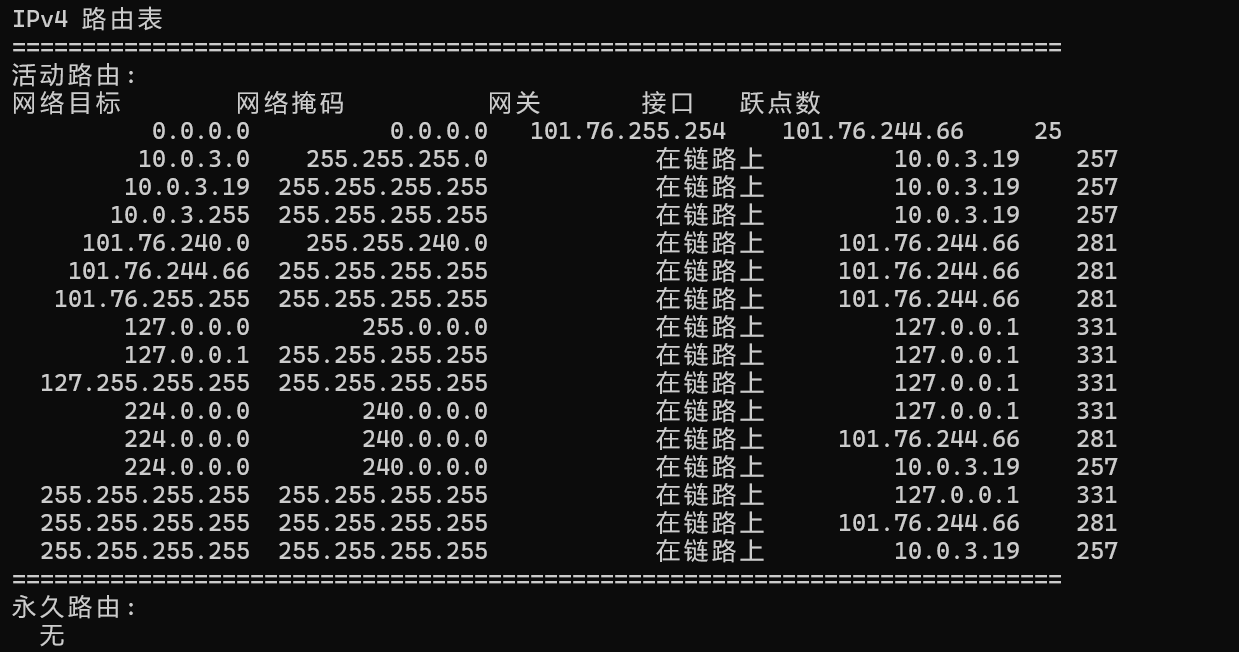 IPv4 路由表
===========================================================================
活动路由:
网络目标        网络掩码          网关       接口   跃点数
          0.0.0.0          0.0.0.0   101.76.255.254    101.76.244.66     25
         10.0.3.0    255.255.255.0            在链路上         10.0.3.19    257
        10.0.3.19  255.255.255.255            在链路上         10.0.3.19    257
       10.0.3.255  255.255.255.255            在链路上         10.0.3.19    257
     101.76.240.0    255.255.240.0            在链路上     101.76.244.66    281
    101.76.244.66  255.255.255.255            在链路上     101.76.244.66    281
   101.76.255.255  255.255.255.255            在链路上     101.76.244.66    281
        127.0.0.0        255.0.0.0            在链路上         127.0.0.1    331
        127.0.0.1  255.255.255.255            在链路上         127.0.0.1    331
  127.255.255.255  255.255.255.255            在链路上         127.0.0.1    331
        224.0.0.0        240.0.0.0            在链路上         127.0.0.1    331
        224.0.0.0        240.0.0.0            在链路上     101.76.244.66    281
        224.0.0.0        240.0.0.0            在链路上         10.0.3.19    257
  255.255.255.255  255.255.255.255            在链路上         127.0.0.1    331
  255.255.255.255  255.255.255.255            在链路上     101.76.244.66    281
  255.255.255.255  255.255.255.255            在链路上         10.0.3.19    257
===========================================================================
永久路由:
  无